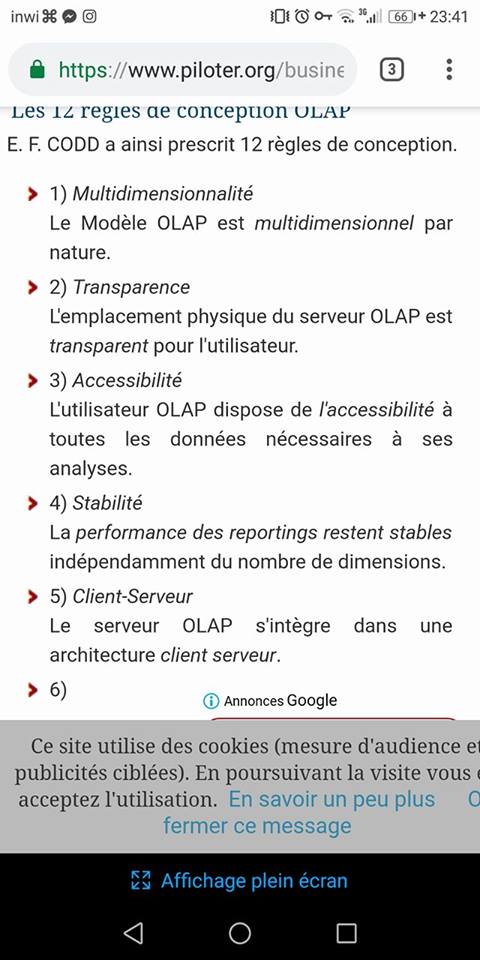 inwi 3G 66 23:41
https://www.piloter.org/busine 3
Les 12 règles de conception OLAP
E. F. CODD a ainsi prescrit 12 règles de conception.
1) Multidimensionnalité
Le Modèle OLAP est multidimensionnel par
nature.
2) Transparence
L'emplacement physique du serveur OLAP est
transparent pour l'utilisateur.
3) Accessibilité
L'utilisateur OLAP dispose de l'accessibilité à
toutes les données nécessaires à ses
analyses.
4) Stabilité
La performance des reportings restent stables
indépendamment du nombre de dimensions.
5) Client-Serveur
Le serveur OLAP s'intègre dans une
architecture client serveur.
6)
Annonces Google
Ce site utilise des cookies (mesure d'audience et
publicités ciblées). En poursuivant la visite vous e
acceptez l'utilisation. En savoir un peu plus O
fermer ce message
Affichage plein écran